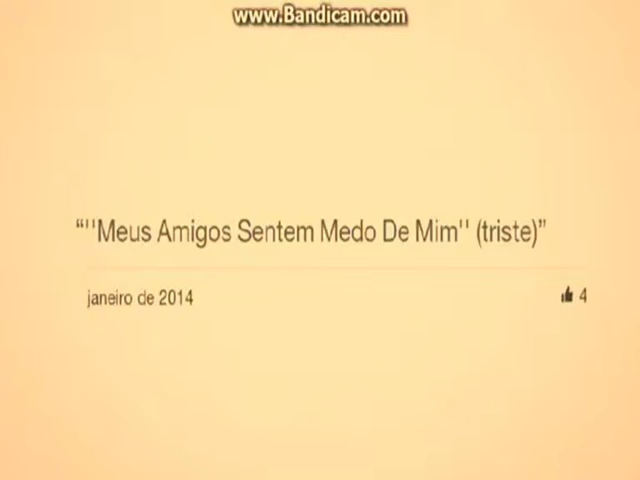 www.Bandicam.com
“''Meus Amigos Sentem Medo De Mim'' (triste)”
janeiro de 2014
4